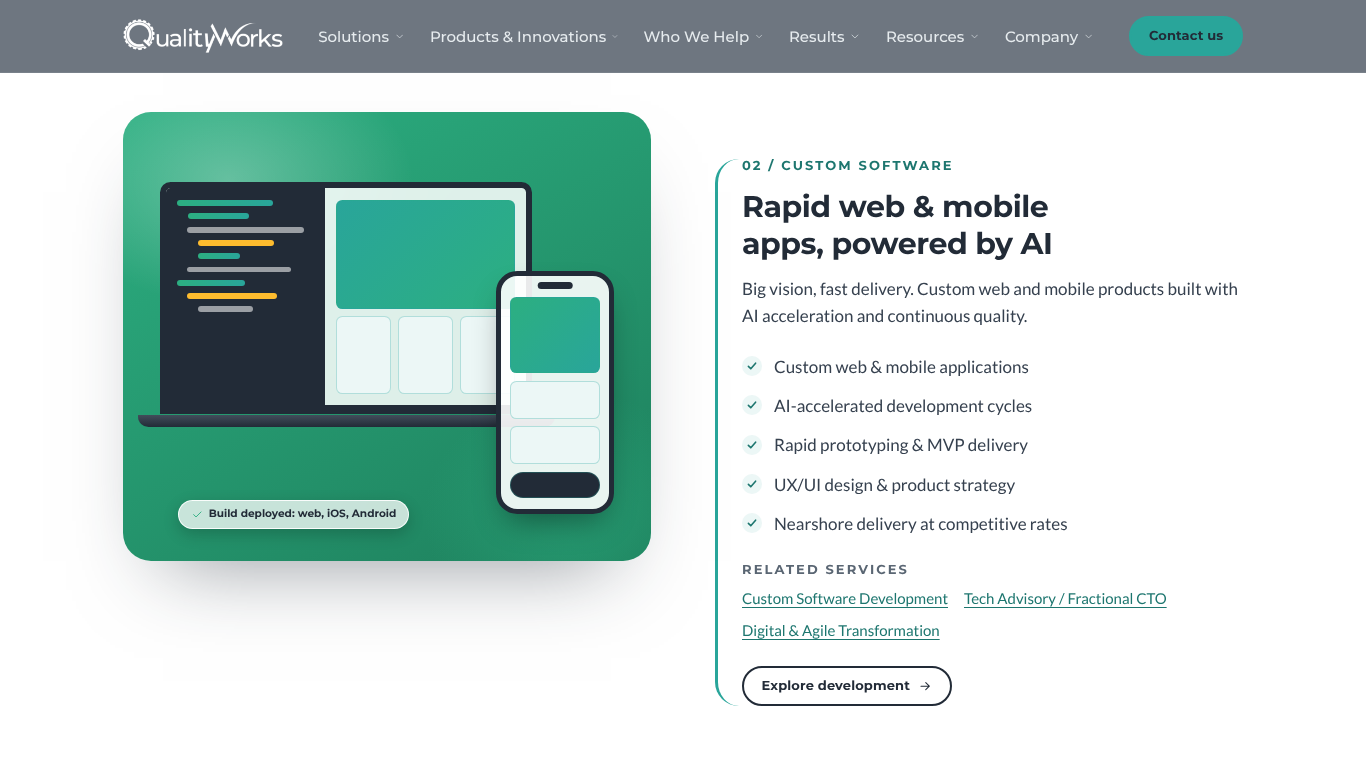 QualityWorks
Solutions
Products & Innovations
Who We Help
Results
Resources
Company
Contact us
Build deployed: web, iOS, Android
02 / CUSTOM SOFTWARE
Rapid web & mobile
apps, powered by AI
Big vision, fast delivery. Custom web and mobile products built with
AI acceleration and continuous quality.
Custom web & mobile applications
AI-accelerated development cycles
Rapid prototyping & MVP delivery
UX/UI design & product strategy
Nearshore delivery at competitive rates
RELATED SERVICES
Custom Software Development Tech Advisory / Fractional CTO
Digital & Agile Transformation
Explore development →